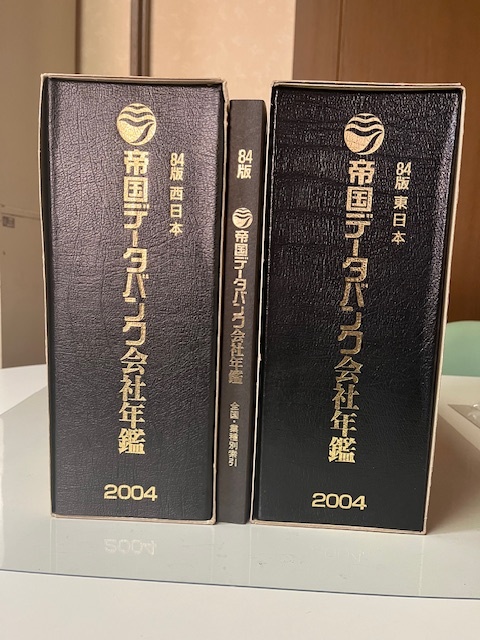 84版 西日本
帝国データバンク会社年鑑
2004
84版
帝国データバンク会社年鑑
全国・業種別索引
84版 東日本
帝国データバンク会社年鑑
2004